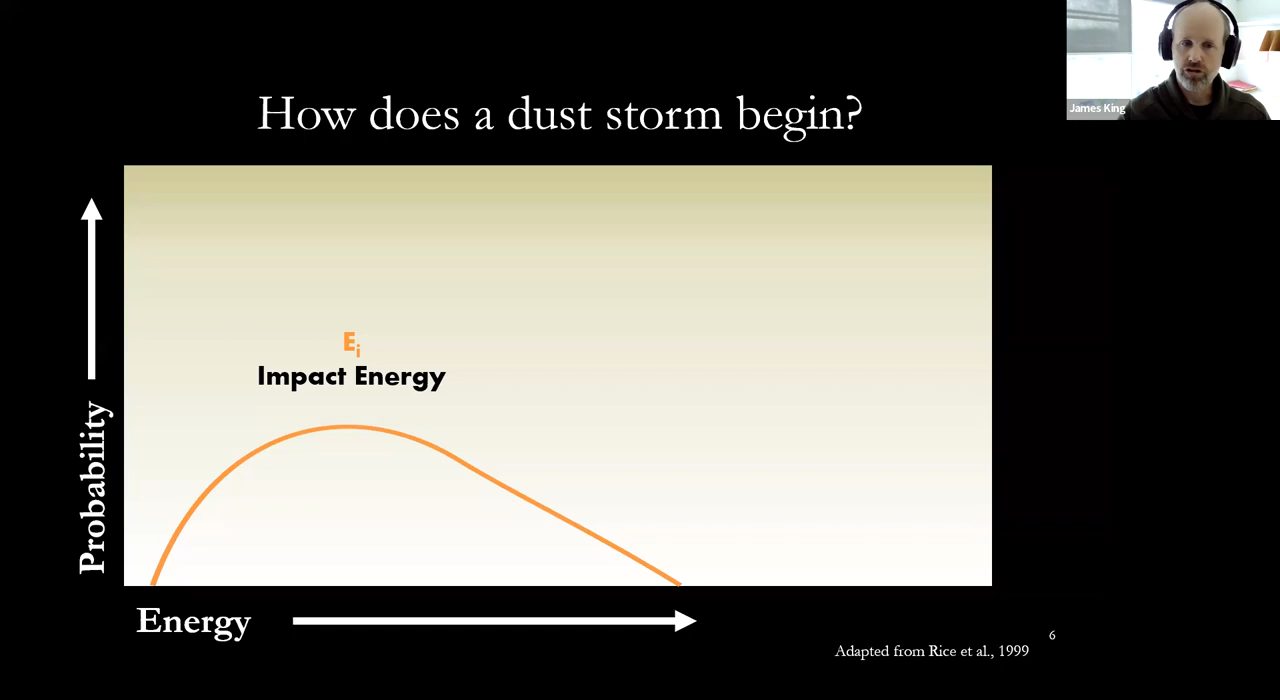 How does a dust storm begin?
James King
Probability
Eᵢ
Impact Energy
Energy
6
Adapted from Rice et al., 1999